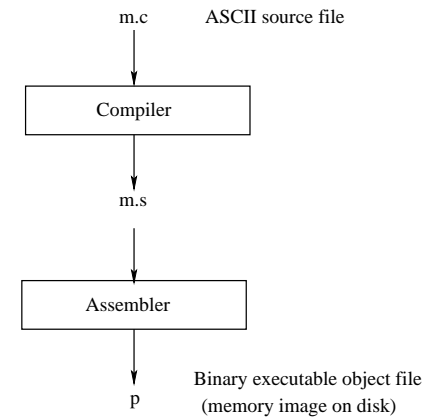 m.c ASCII source file
Compiler
m.s
Assembler
Binary executable object file
p (memory image on disk)